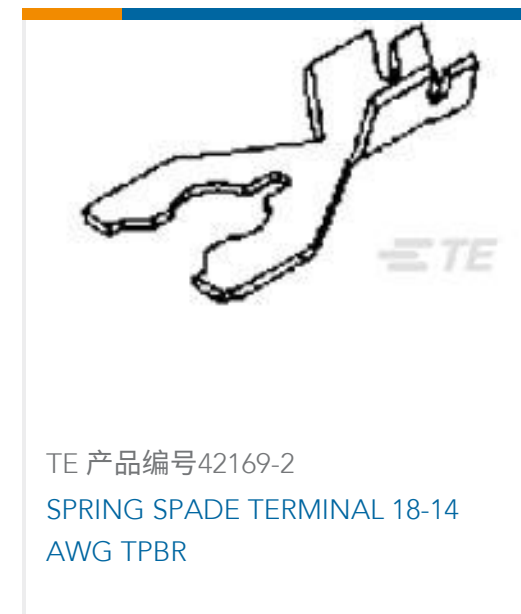 TE
TE 产品编号42169-2
SPRING SPADE TERMINAL 18-14
AWG TPBR